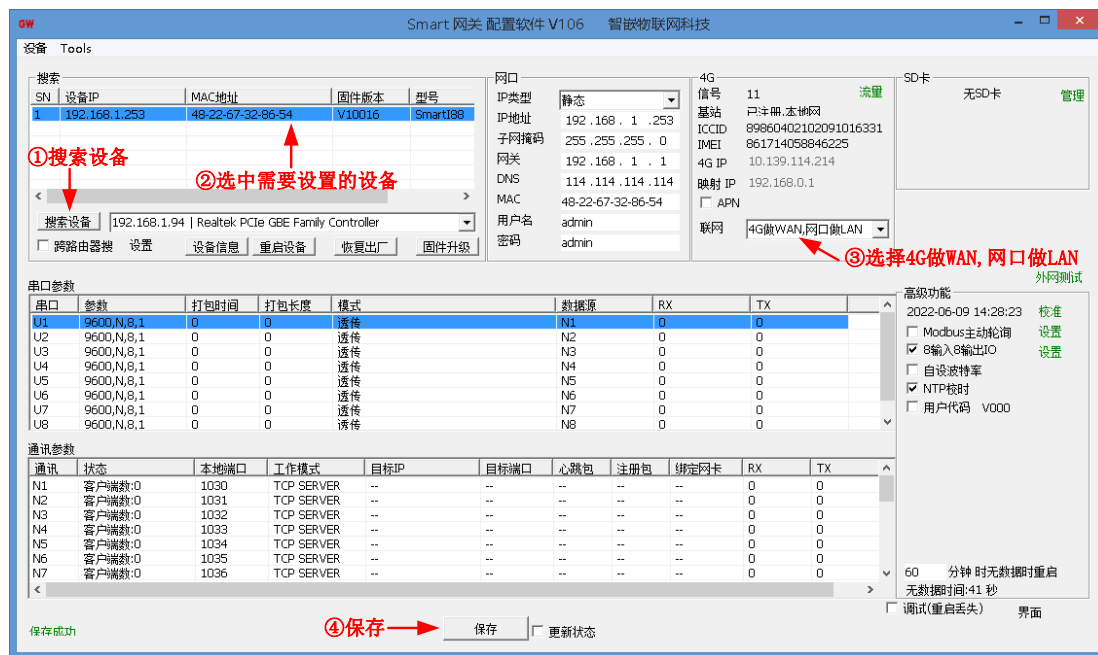 GW Smart 网关 配置软件 V106 智嵌物联网科技
设备 Tools
搜索
SN 设备IP MAC地址 固件版本 型号
1 192.168.1.253 48-22-67-32-86-54 V10016 SmartI88
①搜索设备
②选中需要设置的设备
搜索设备 192.168.1.94 | Realtek PCIe GBE Family Controller
跨路由器搜 设置 设备信息 重启设备 恢复出厂 固件升级
网口
IP类型 静态
IP地址 192 .168 . 1 .253
子网掩码 255 .255 .255 . 0
网关 192 .168 . 1 . 1
DNS 114 .114 .114 .114
MAC 48-22-67-32-86-54
用户名 admin
密码 admin
4G
信号 11 流量
基站 已注册.本地网
ICCID 89860402102091016331
IMEI 861714058846225
4G IP 10.139.114.214
映射 IP 192.168.0.1
APN
联网 4G做WAN,网口做LAN
③选择4G做WAN,网口做LAN
SD卡
无SD卡 管理
外网测试
串口参数
串口 参数 打包时间 打包长度 模式 数据源 RX TX
U1 9600,N,8,1 0 0 透传 N1 0 0
U2 9600,N,8,1 0 0 透传 N2 0 0
U3 9600,N,8,1 0 0 透传 N3 0 0
U4 9600,N,8,1 0 0 透传 N4 0 0
U5 9600,N,8,1 0 0 透传 N5 0 0
U6 9600,N,8,1 0 0 透传 N6 0 0
U7 9600,N,8,1 0 0 透传 N7 0 0
U8 9600,N,8,1 0 0 透传 N8 0 0
高级功能
2022-06-09 14:28:23 校准
Modbus主动轮询 设置
8输入8输出IO 设置
自设波特率
NTP校时
用户代码 V000
通讯参数
通讯 状态 本地端口 工作模式 目标IP 目标端口 心跳包 注册包 绑定网卡 RX TX
N1 客户端数:0 1030 TCP SERVER -- -- -- -- -- 0 0
N2 客户端数:0 1031 TCP SERVER -- -- -- -- -- 0 0
N3 客户端数:0 1032 TCP SERVER -- -- -- -- -- 0 0
N4 客户端数:0 1033 TCP SERVER -- -- -- -- -- 0 0
N5 客户端数:0 1034 TCP SERVER -- -- -- -- -- 0 0
N6 客户端数:0 1035 TCP SERVER -- -- -- -- -- 0 0
N7 客户端数:0 1036 TCP SERVER -- -- -- -- -- 0 0
60 分钟 时无数据时重启
无数据时间:41 秒
调试(重启丢失) 界面
保存成功 ④保存 保存 更新状态